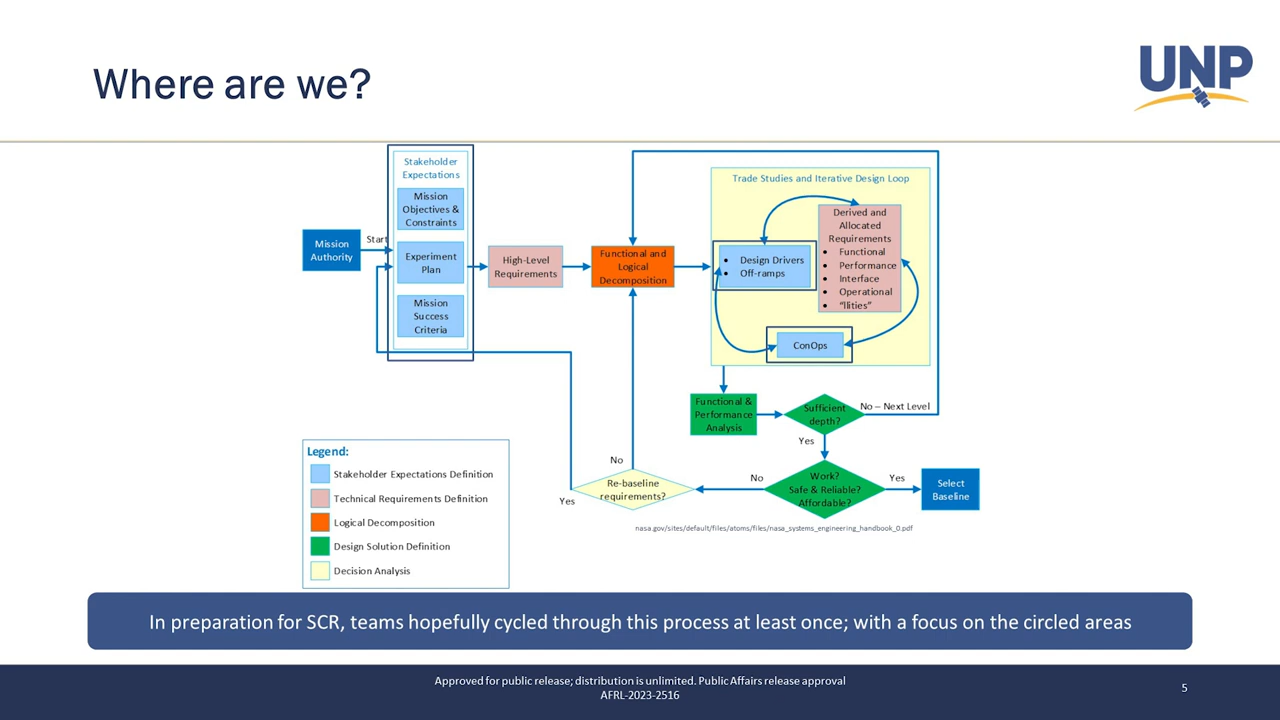 Where are we?
UNP
Stakeholder
Expectations
Mission
Objectives &
Constraints
Experiment
Plan
Mission
Success
Criteria
Mission
Authority
Start
High-Level
Requirements
Functional and
Logical
Decomposition
Trade Studies and Iterative Design Loop
• Design Drivers
• Off-ramps
Derived and
Allocated
Requirements
• Functional
• Performance
• Interface
• Operational
• "Ilities"
ConOps
Functional &
Performance
Analysis
Sufficient
depth?
No – Next Level
Yes
Work?
Safe & Reliable?
Affordable?
Yes
Select
Baseline
No
Re-baseline
requirements?
No
Yes
nasa.gov/sites/default/files/atoms/files/nasa_systems_engineering_handbook_0.pdf
Legend:
Stakeholder Expectations Definition
Technical Requirements Definition
Logical Decomposition
Design Solution Definition
Decision Analysis
In preparation for SCR, teams hopefully cycled through this process at least once; with a focus on the circled areas
Approved for public release; distribution is unlimited. Public Affairs release approval
AFRL-2023-2516
5